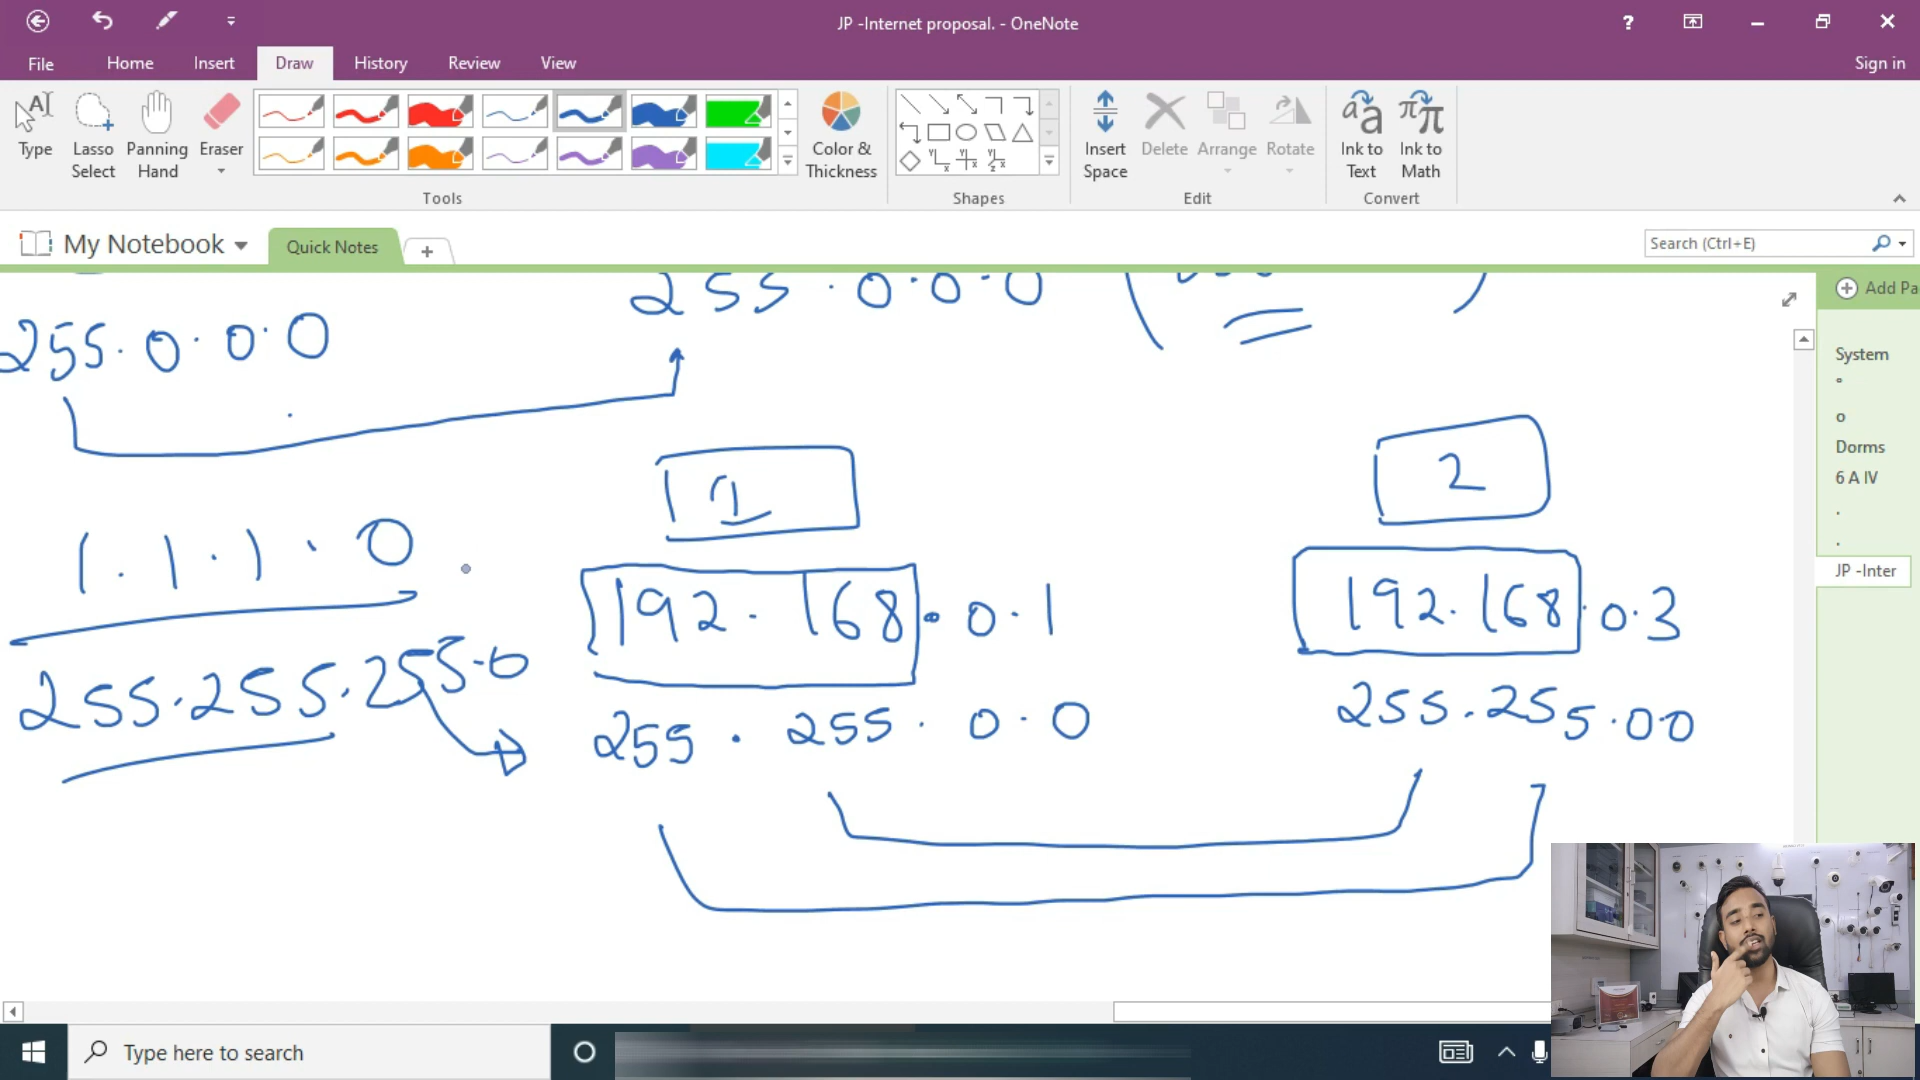 JP -Internet proposal. - OneNote
?
File Home Insert Draw History Review View Sign in
Type
Lasso Select
Panning Hand
Eraser
Color & Thickness
Insert Space
Delete
Arrange
Rotate
Ink to Text
Ink to Math
Tools
Shapes
Edit
Convert
My Notebook
Quick Notes
Search (Ctrl+E)
255.0.0.0
255.0.0.0
1
2
1.1.1.0
192.168.0.1
192.168.0.3
255.255.255.0
255.255.0.0
255.255.00
Add Pa
System
o
Dorms
6 A IV
.
.
JP -Inter
Type here to search